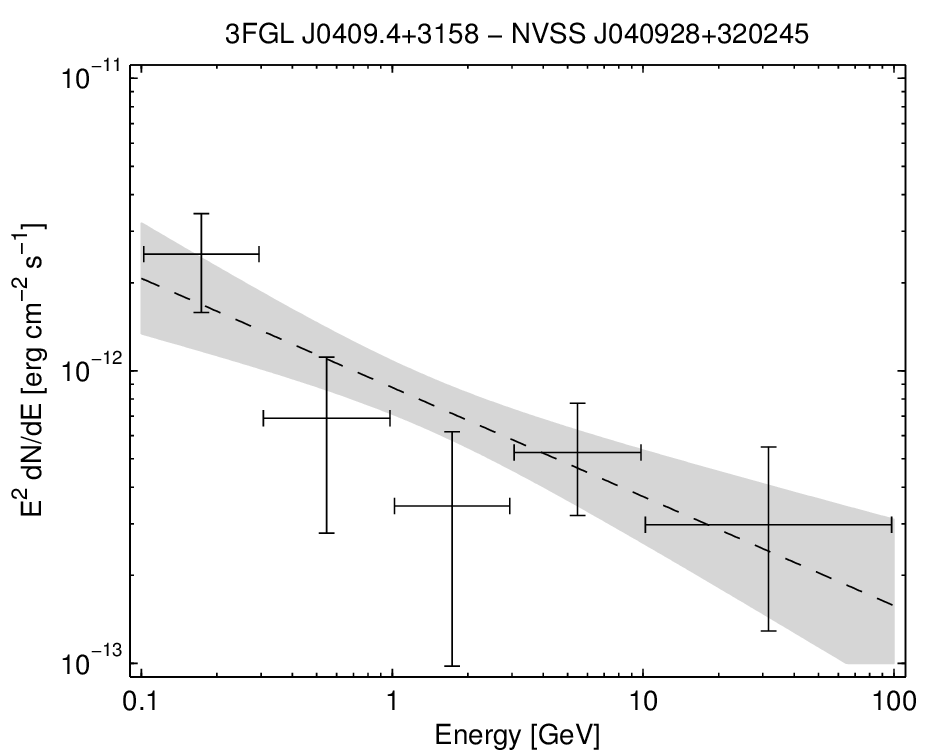 3FGL J0409.4+3158 − NVSS J040928+320245
10⁻¹¹
10⁻¹²
10⁻¹³
E² dN/dE [erg cm⁻² s⁻¹]
0.1 1 10 100
Energy [GeV]